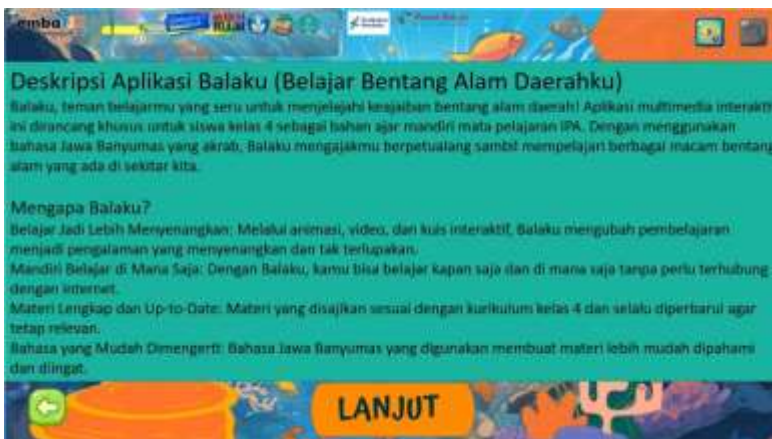 emba
Deskripsi Aplikasi Balaku (Belajar Bentang Alam Daerahku)
Balaku, teman belajarmu yang seru untuk menjelajahi keajaiban bentang alam daerah! Aplikasi multimedia interakti
ini dirancang khusus untuk siswa kelas 4 sebagai bahan ajar mandiri mata pelajaran IPA. Dengan menggunakan
bahasa Jawa Banyumas yang akrab, Balaku mengajakmu berpetualang sambil mempelajari berbagai macam bentang
alam yang ada di sekitar kita.
Mengapa Balaku?
Belajar Jadi Lebih Menyenangkan: Melalui animasi, video, dan kuis interaktif, Balaku mengubah pembelajaran
menjadi pengalaman yang menyenangkan dan tak terlupakan.
Mandiri Belajar di Mana Saja: Dengan Balaku, kamu bisa belajar kapan saja dan di mana saja tanpa perlu terhubung
dengan internet.
Materi Lengkap dan Up-to-Date: Materi yang disajikan sesuai dengan kurikulum kelas 4 dan selalu diperbarui agar
tetap relevan.
Bahasa yang Mudah Dimengerti: Bahasa Jawa Banyumas yang digunakan membuat materi lebih mudah dipahami
dan diingat.
LANJUT